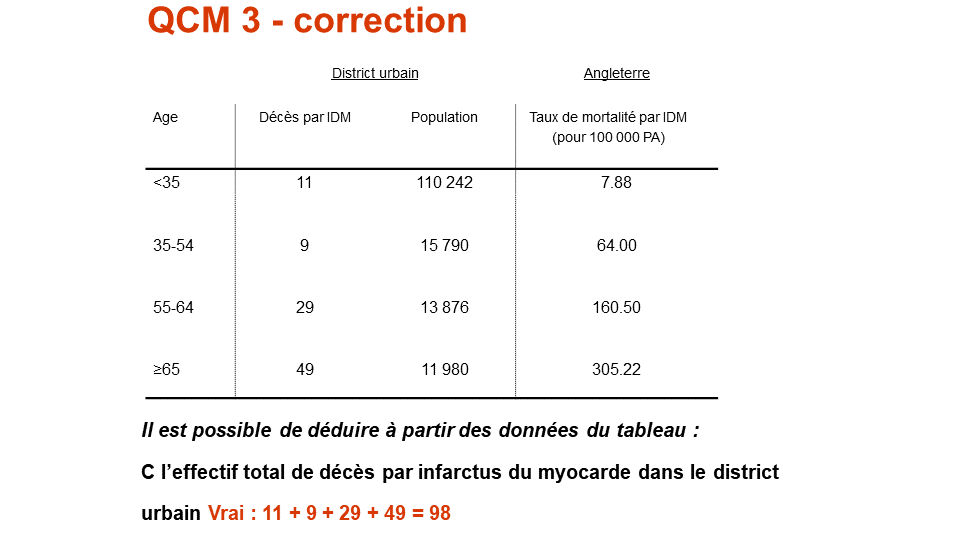 QCM 3 - correction
District urbain Angleterre
Age Décès par IDM Population Taux de mortalité par IDM
(pour 100 000 PA)
<35 11 110 242 7.88
35-54 9 15 790 64.00
55-64 29 13 876 160.50
≥65 49 11 980 305.22
Il est possible de déduire à partir des données du tableau :
C l’effectif total de décès par infarctus du myocarde dans le district
urbain Vrai : 11 + 9 + 29 + 49 = 98